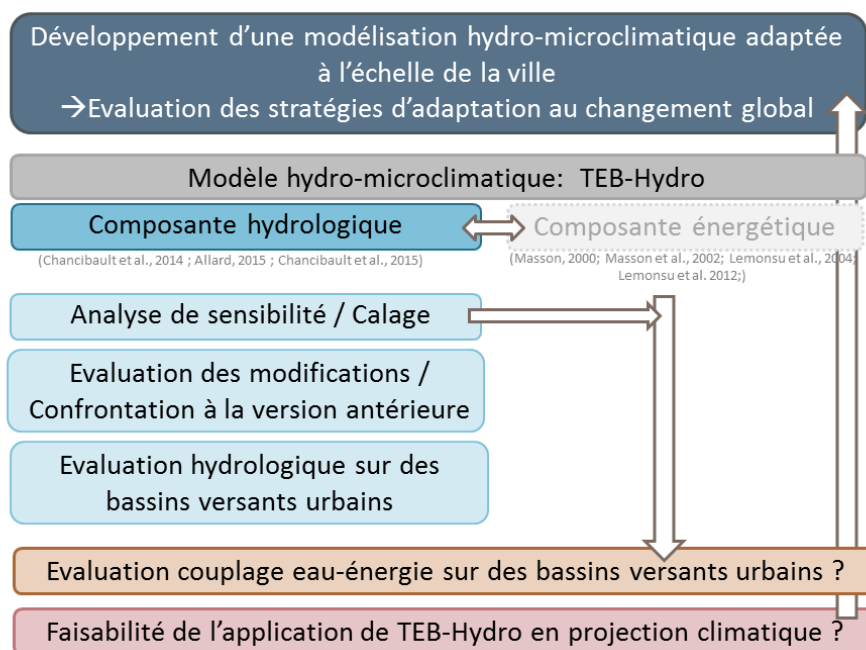 Développement d’une modélisation hydro-microclimatique adaptée
à l’échelle de la ville
→Evaluation des stratégies d’adaptation au changement global
Modèle hydro-microclimatique: TEB-Hydro
Composante hydrologique
(Chancibault et al., 2014 ; Allard, 2015 ; Chancibault et al., 2015)
Composante énergétique
(Masson, 2000; Masson et al., 2002; Lemonsu et al., 2004;
Lemonsu et al. 2012;)
Analyse de sensibilité / Calage
Evaluation des modifications /
Confrontation à la version antérieure
Evaluation hydrologique sur des
bassins versants urbains
Evaluation couplage eau-énergie sur des bassins versants urbains ?
Faisabilité de l’application de TEB-Hydro en projection climatique ?